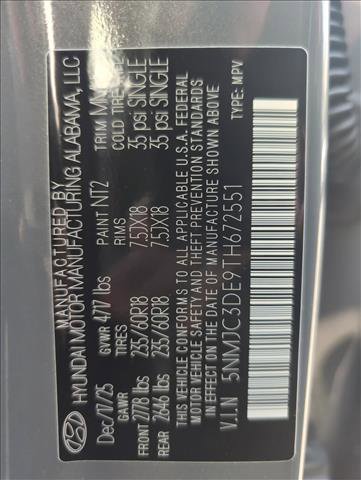 MANUFACTURED BY
HYUNDAI MOTOR MANUFACTURING ALABAMA, LLC
Dec/17/25 GVWR 4777 lbs PAINT NT2 TRIM
GAWR TIRES RIMS COLD TIRE
FRONT 2778 lbs 235/60R18 7.5JX18 35 psi SINGLE
REAR 2646 lbs 235/60R18 7.5JX18 35 psi SINGLE
THIS VEHICLE CONFORMS TO ALL APPLICABLE U.S.A. FEDERAL
MOTOR VEHICLE SAFETY AND THEFT PREVENTION STANDARDS
IN EFFECT ON THE DATE OF MANUFACTURE SHOWN ABOVE
V.I.N 5NMJC3DE9TH672551 TYPE: MPV